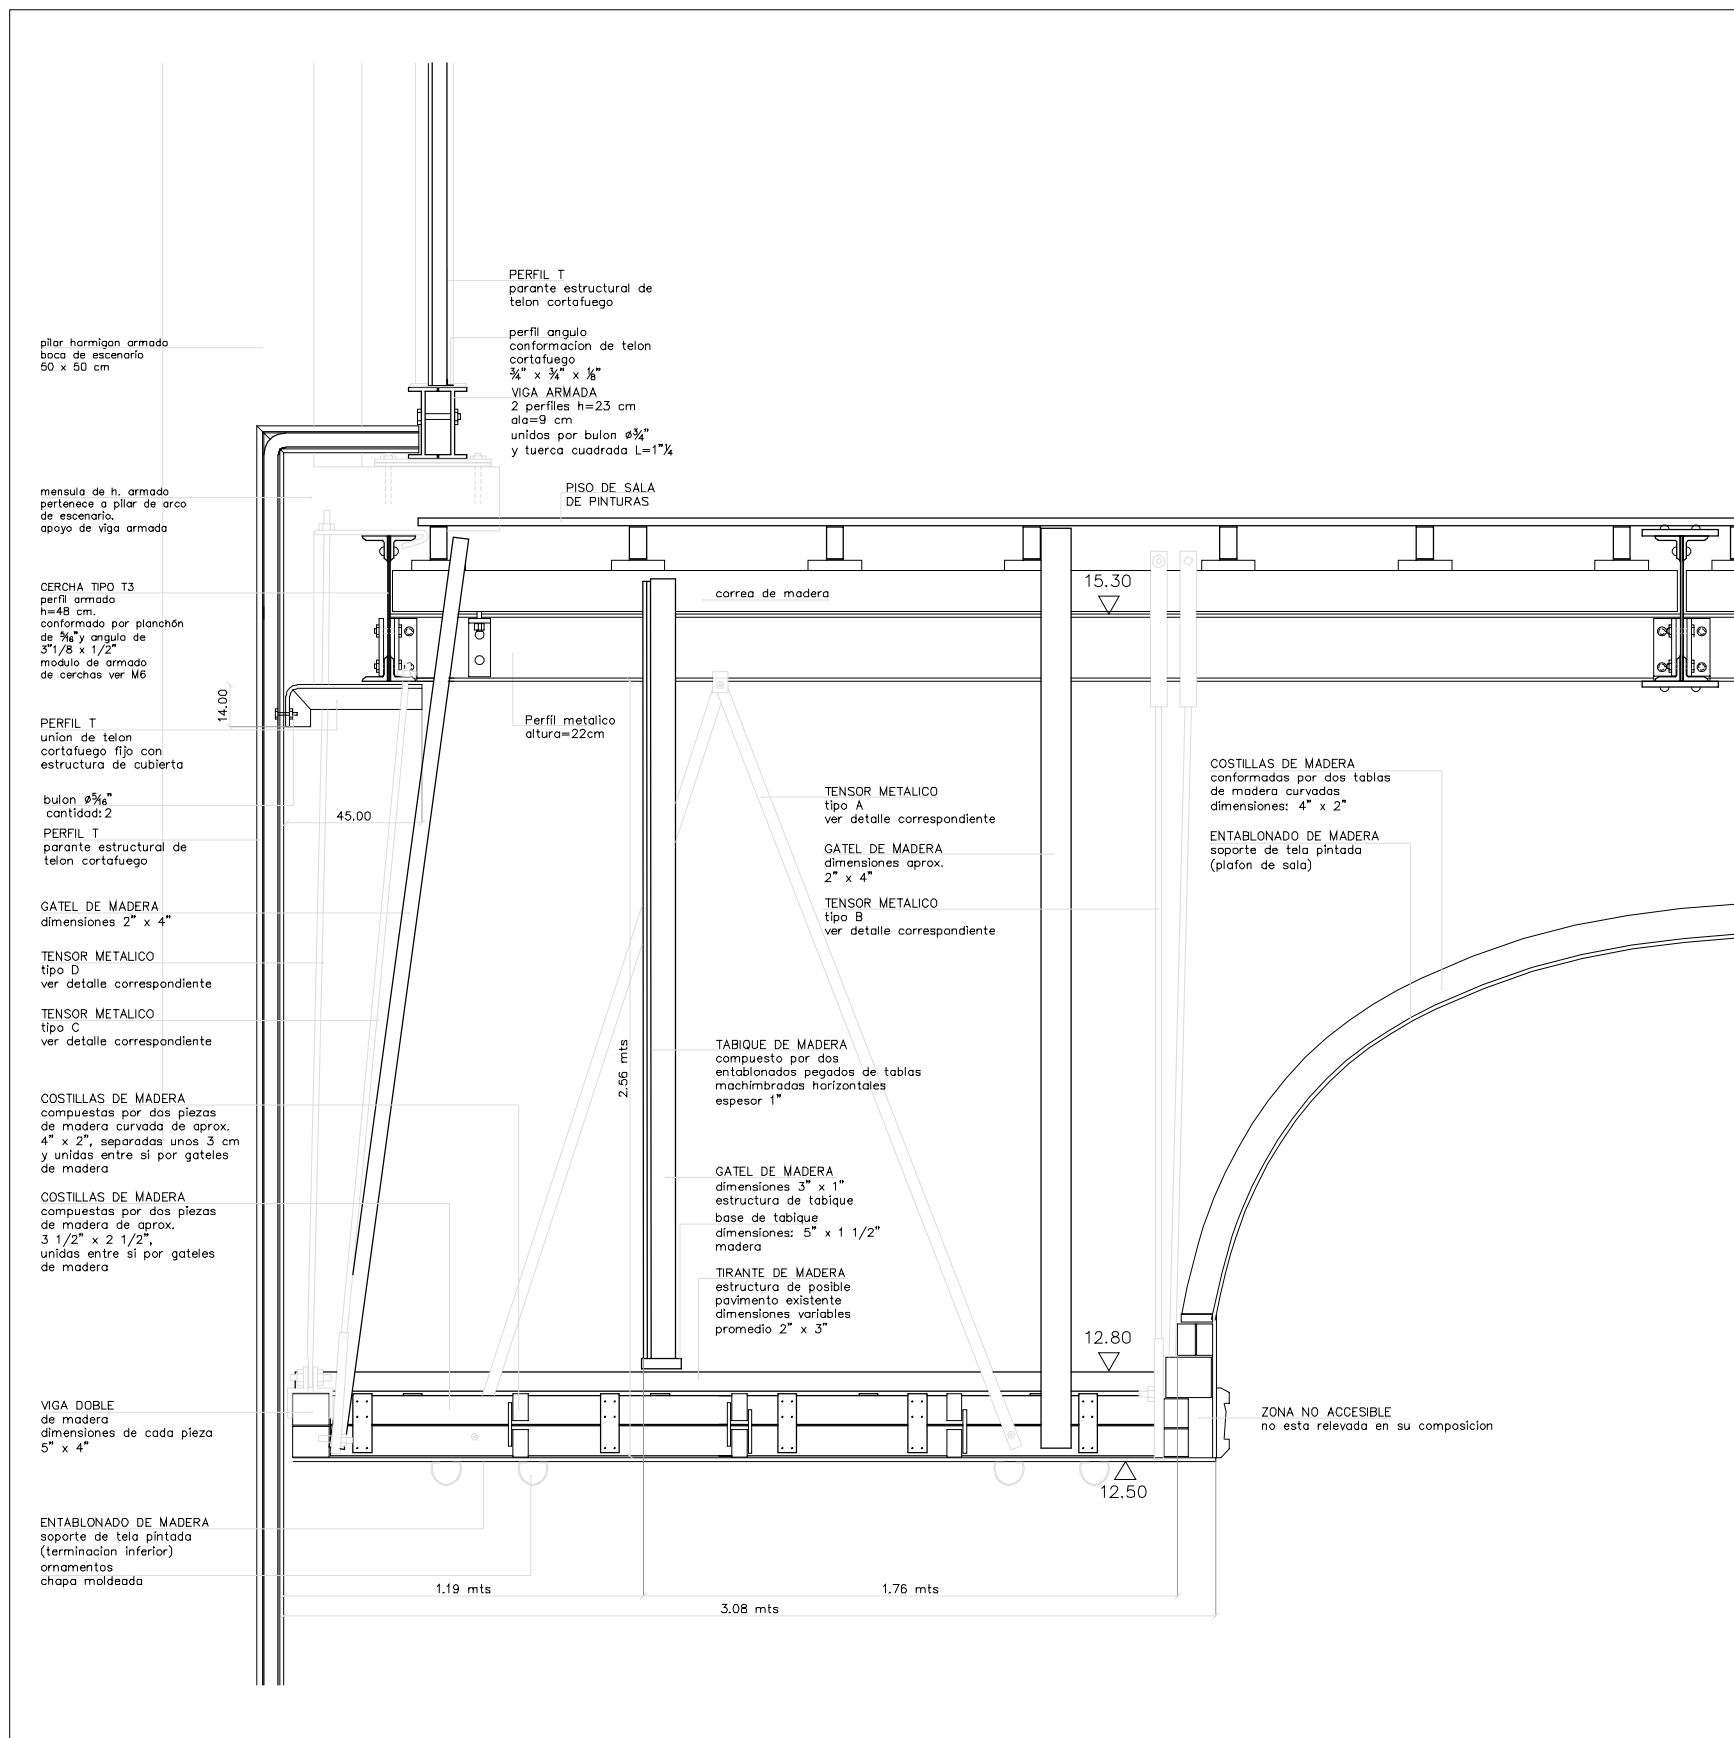 PERFIL T
parante estructural de
telon cortafuego
perfil angulo
conformacion de telon
cortafuego
¾" x ¾" x ⅛"
VIGA ARMADA
2 perfiles h=23 cm
ala=9 cm
unidos por bulon ø¾"
y tuerca cuadrada L=1"¼
pilar hormigon armado
boca de escenario
50 x 50 cm
mensula de h. armado
pertenece a pilar de arco
de escenario.
apoyo de viga armada
PISO DE SALA
DE PINTURAS
CERCHA TIPO T3
perfil armado
h=48 cm.
conformado por planchón
de 5/16" y angulo de
3"1/8 x 1/2"
modulo de armado
de cerchas ver M6
correa de madera
15.30
14.00
PERFIL T
union de telon
cortafuego fijo con
estructura de cubierta
Perfil metalico
altura=22cm
bulon ø5/16"
cantidad:2
45.00
PERFIL T
parante estructural de
telon cortafuego
TENSOR METALICO
tipo A
ver detalle correspondiente
GATEL DE MADERA
dimensiones aprox.
2" x 4"
TENSOR METALICO
tipo B
ver detalle correspondiente
COSTILLAS DE MADERA
conformadas por dos tablas
de madera curvadas
dimensiones: 4" x 2"
ENTABLONADO DE MADERA
soporte de tela pintada
(plafon de sala)
GATEL DE MADERA
dimensiones 2" x 4"
TENSOR METALICO
tipo D
ver detalle correspondiente
TENSOR METALICO
tipo C
ver detalle correspondiente
2.56 mts
TABIQUE DE MADERA
compuesto por dos
entablonados pegados de tablas
machimbradas horizontales
espesor 1"
COSTILLAS DE MADERA
compuestas por dos piezas
de madera curvada de aprox.
4" x 2", separadas unos 3 cm
y unidas entre si por gateles
de madera
GATEL DE MADERA
dimensiones 3" x 1"
estructura de tabique
base de tabique
dimensiones: 5" x 1 1/2"
madera
COSTILLAS DE MADERA
compuestas por dos piezas
de madera de aprox.
3 1/2" x 2 1/2",
unidas entre si por gateles
de madera
TIRANTE DE MADERA
estructura de posible
pavimento existente
dimensiones variables
promedio 2" x 3"
12.80
VIGA DOBLE
de madera
dimensiones de cada pieza
5" x 4"
ZONA NO ACCESIBLE
no esta relevada en su composicion
12.50
ENTABLONADO DE MADERA
soporte de tela pintada
(terminacion inferior)
ornamentos
chapa moldeada
1.19 mts
1.76 mts
3.08 mts